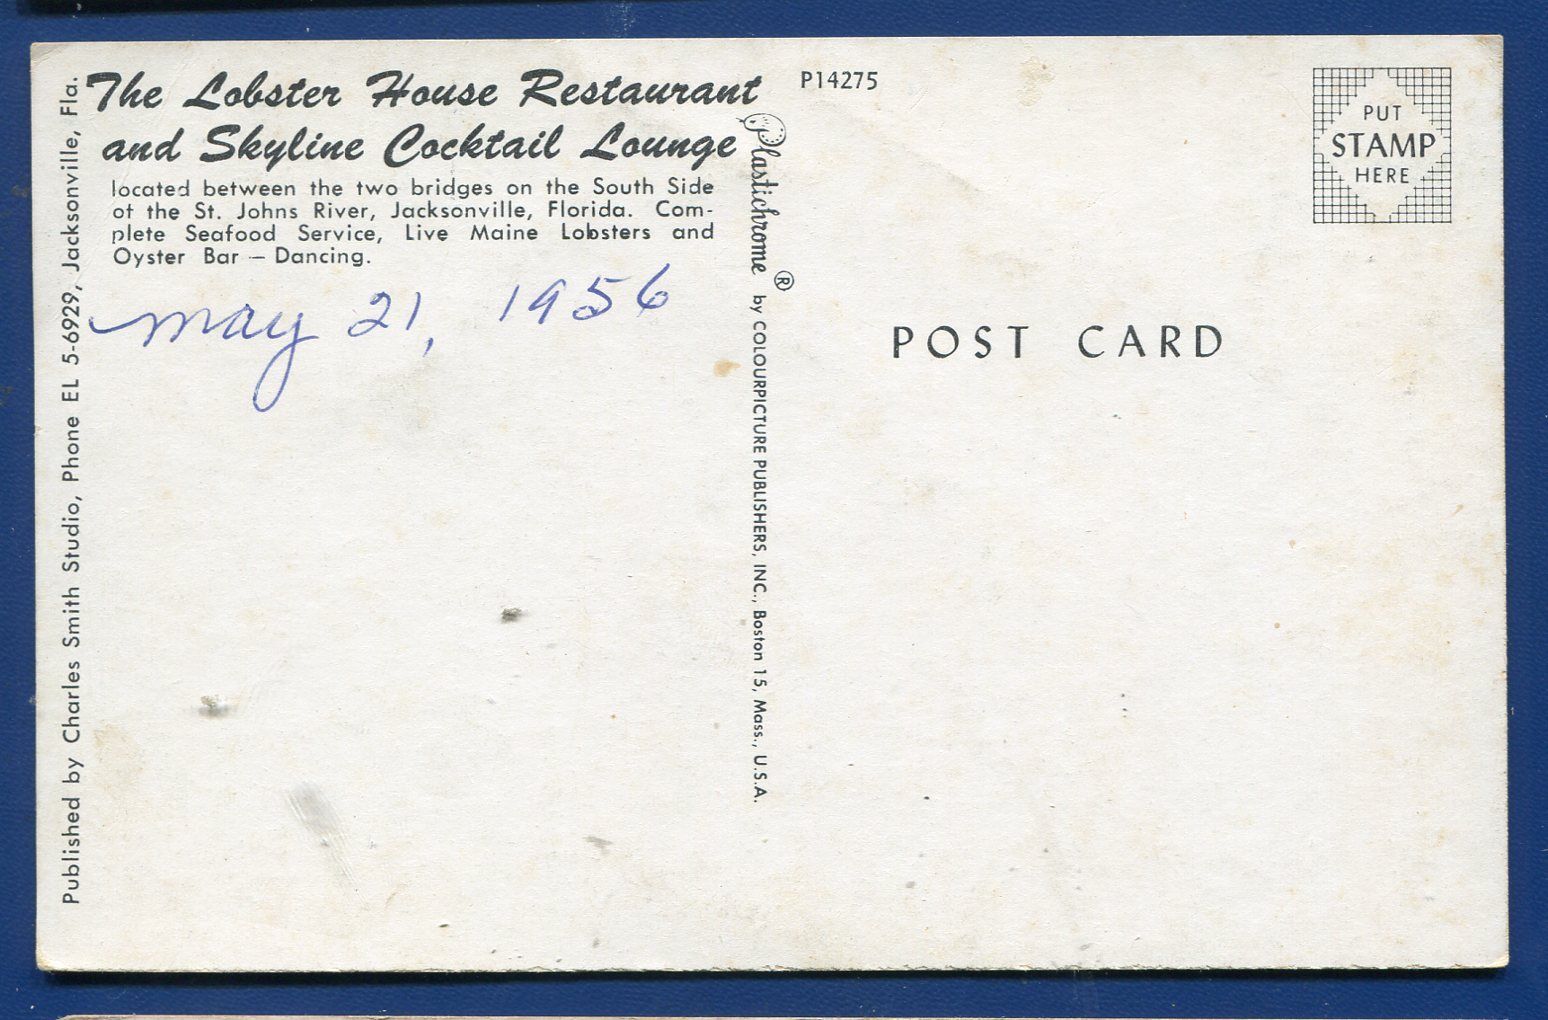 The Lobster House Restaurant
and Skyline Cocktail Lounge
located between the two bridges on the South Side
of the St. Johns River, Jacksonville, Florida. Com-
plete Seafood Service, Live Maine Lobsters and
Oyster Bar — Dancing.
may 21, 1956
Published by Charles Smith Studio, Phone EL 5-6929, Jacksonville, Fla.
Plastichrome ® by COLOURPICTURE PUBLISHERS, INC., Boston 15, Mass., U.S.A.
P14275
PUT
STAMP
HERE
POST CARD